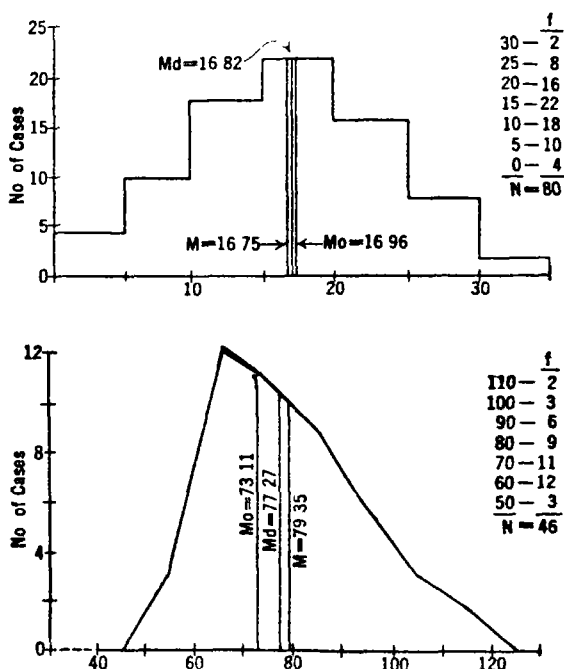 f
30 – 2
25 – 8
20 – 16
15 – 22
10 – 18
5 – 10
0 – 4
N = 80
Md=16 82
M=16 75
Mo=16 96
No of Cases
25
20
15
10
5
0
10
20
30
f
110 – 2
100 – 3
90 – 6
80 – 9
70 – 11
60 – 12
50 – 3
N = 46
Mo=73 11
Md=77 27
M=79 35
No of Cases
12
8
4
0
40
60
80
100
120